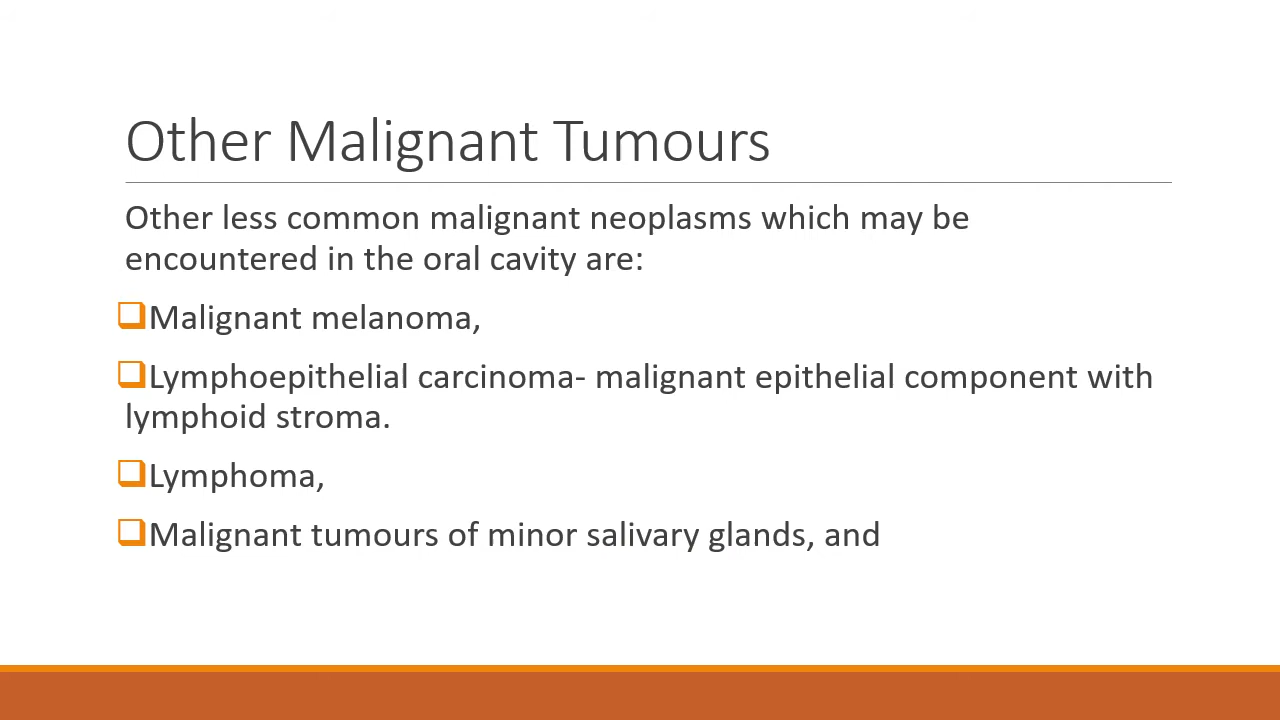 Other Malignant Tumours
Other less common malignant neoplasms which may be
encountered in the oral cavity are:
Malignant melanoma,
Lymphoepithelial carcinoma- malignant epithelial component with
lymphoid stroma.
Lymphoma,
Malignant tumours of minor salivary glands, and